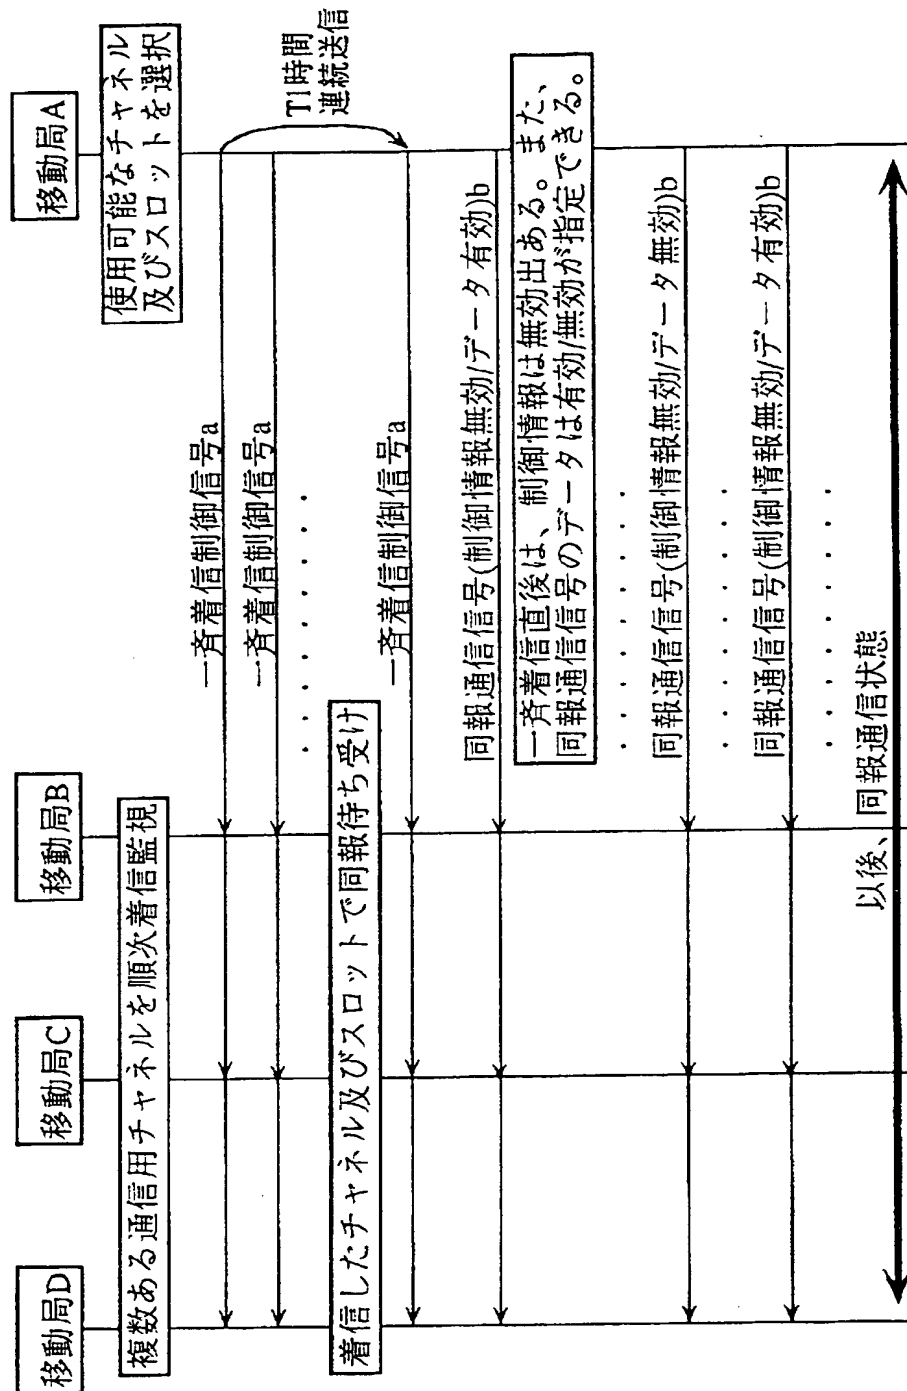 移動局D
移動局C
移動局B
移動局A
複数ある通信用チャネルを順次着信監視
使用可能なチャネル
及びスロットを選択
一斉着信制御信号a
一斉着信制御信号a
. . . . . . . . . .
T1時間
連続送信
着信したチャネル及びスロットで同報待ち受け
一斉着信制御信号a
同報通信信号(制御情報無効/データ有効)b
一斉着信直後は、制御情報は無効出ある。また、
同報通信信号のデータは有効/無効が指定できる。
. . . . . . . . . .
同報通信信号(制御情報無効/データ無効)b
. . . . . . . . . .
同報通信信号(制御情報無効/データ有効)b
. . . . . . . . . .
以後、同報通信状態